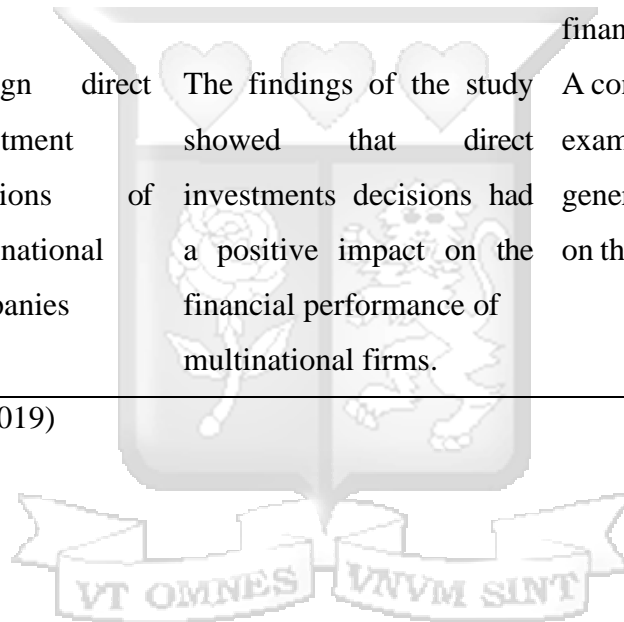 finan
gn direct The findings of the study A co
tment showed that direct exam
ions of investments decisions had gener
national a positive impact on the on th
panies financial performance of
multinational firms.
019)
VT OMNES VNVM SINT